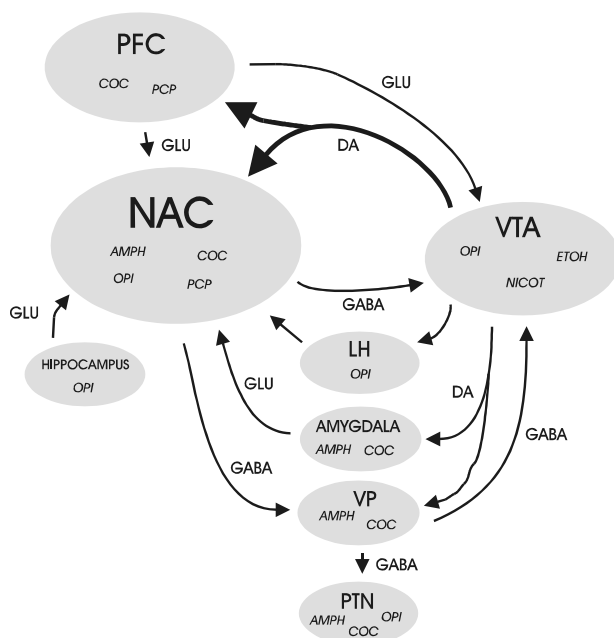 PFC
COC
PCP
GLU
GLU
DA
NAC
AMPH
COC
OPI
PCP
VTA
OPI
ETOH
NICOT
GABA
GLU
HIPPOCAMPUS
OPI
LH
OPI
GLU
DA
AMYGDALA
AMPH COC
GABA
GABA
VP
AMPH
COC
GABA
PTN
AMPH
OPI
COC